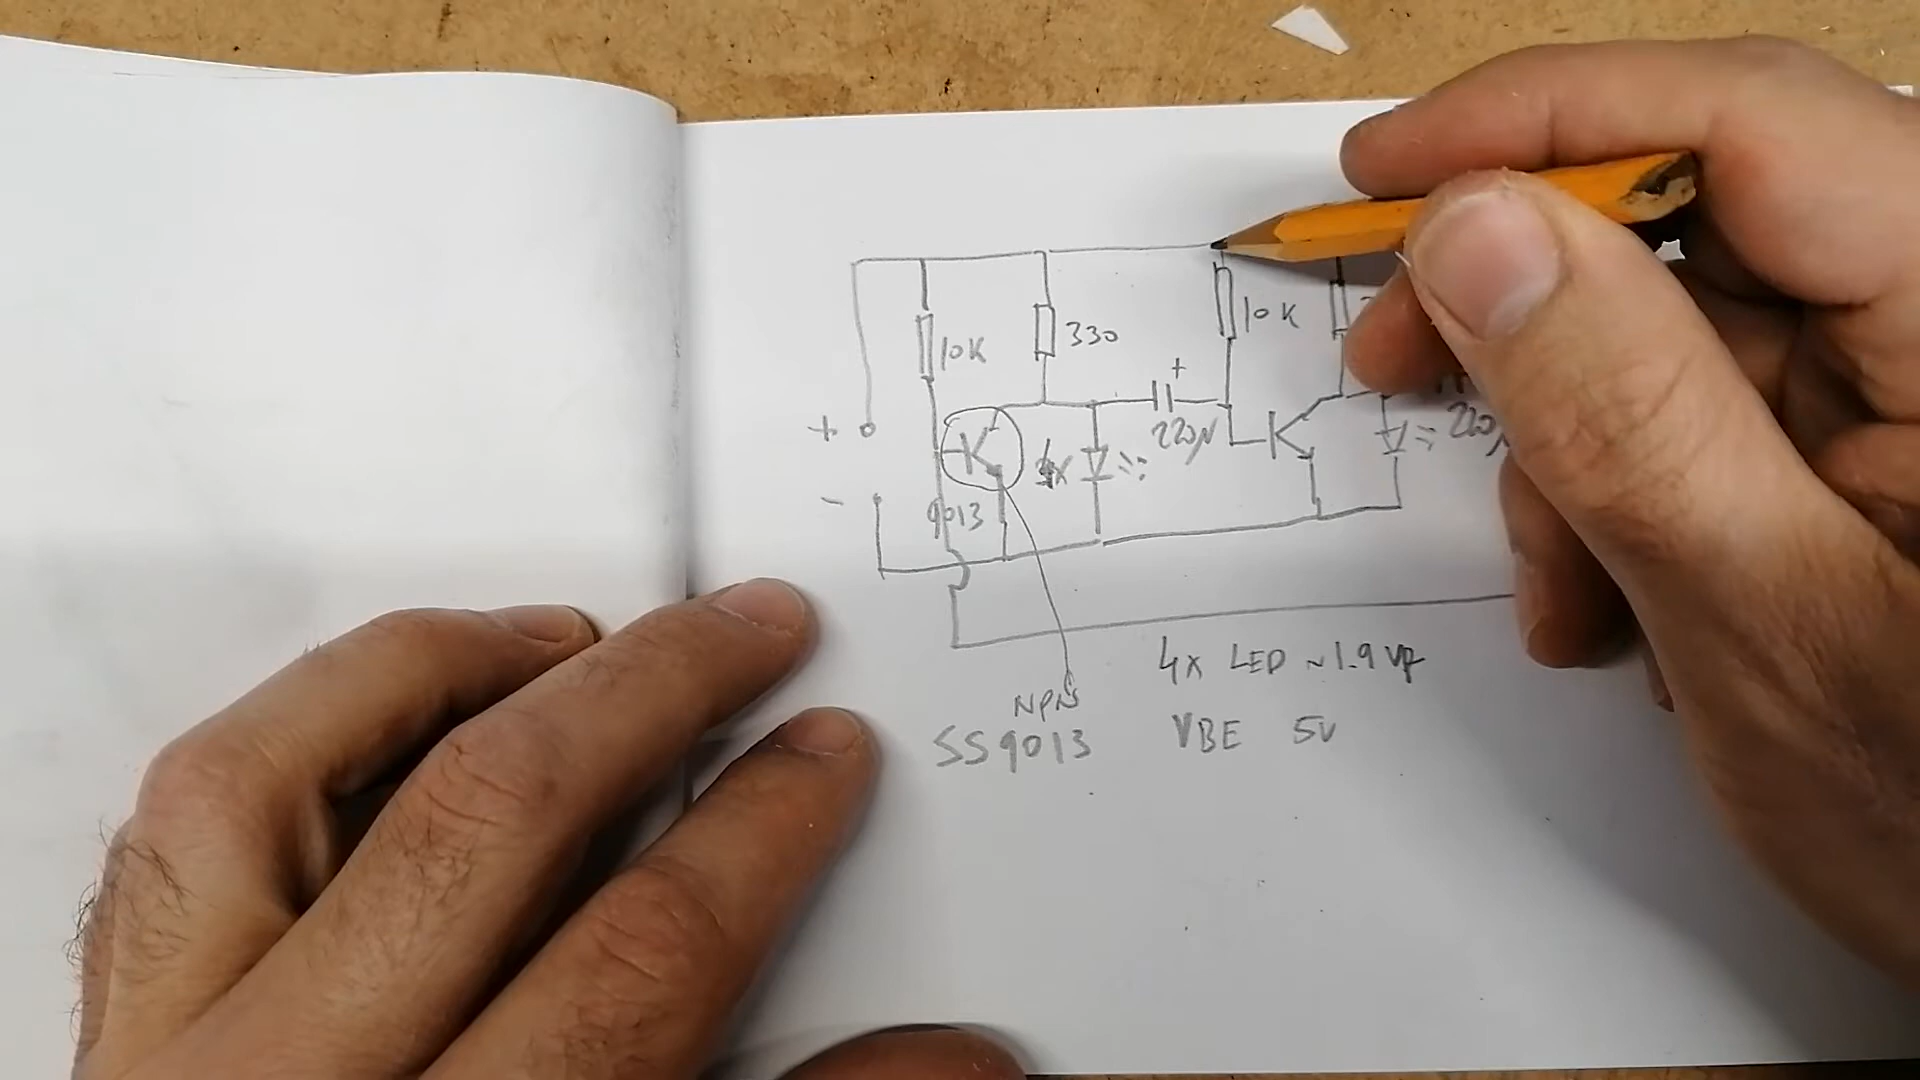 10K
330
+
10K
220µ
220µ
+
-
4x
9013
4x LED ~1.9 VF
NPN
SS9013
VBE 5V